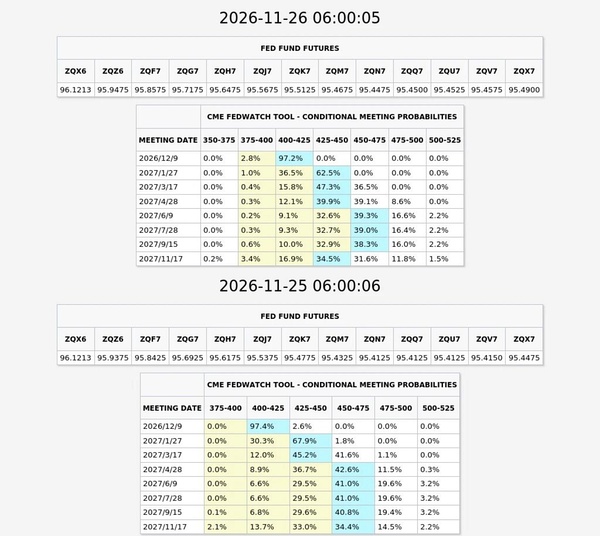 2026-11-26 06:00:05
FED FUND FUTURES
ZQX6 ZQZ6 ZQF7 ZQG7 ZQH7 ZQJ7 ZQK7 ZQM7 ZQN7 ZQQ7 ZQU7 ZQV7 ZQX7
96.1213 95.9475 95.8575 95.7175 95.6475 95.5675 95.5125 95.4675 95.4475 95.4500 95.4525 95.4575 95.4900
CME FEDWATCH TOOL - CONDITIONAL MEETING PROBABILITIES
MEETING DATE 350-375 375-400 400-425 425-450 450-475 475-500 500-525
2026/12/9 0.0% 2.8% 97.2% 0.0% 0.0% 0.0% 0.0%
2027/1/27 0.0% 1.0% 36.5% 62.5% 0.0% 0.0% 0.0%
2027/3/17 0.0% 0.4% 15.8% 47.3% 36.5% 0.0% 0.0%
2027/4/28 0.0% 0.3% 12.1% 39.9% 39.1% 8.6% 0.0%
2027/6/9 0.0% 0.2% 9.1% 32.6% 39.3% 16.6% 2.2%
2027/7/28 0.0% 0.3% 9.3% 32.7% 39.0% 16.4% 2.2%
2027/9/15 0.0% 0.6% 10.0% 32.9% 38.3% 16.0% 2.2%
2027/11/17 0.2% 3.4% 16.9% 34.5% 31.6% 11.8% 1.5%
2026-11-25 06:00:06
FED FUND FUTURES
ZQX6 ZQZ6 ZQF7 ZQG7 ZQH7 ZQJ7 ZQK7 ZQM7 ZQN7 ZQQ7 ZQU7 ZQV7 ZQX7
96.1213 95.9375 95.8425 95.6925 95.6175 95.5375 95.4775 95.4325 95.4125 95.4125 95.4125 95.4150 95.4475
CME FEDWATCH TOOL - CONDITIONAL MEETING PROBABILITIES
MEETING DATE 375-400 400-425 425-450 450-475 475-500 500-525
2026/12/9 0.0% 97.4% 2.6% 0.0% 0.0% 0.0%
2027/1/27 0.0% 30.3% 67.9% 1.8% 0.0% 0.0%
2027/3/17 0.0% 12.0% 45.2% 41.6% 1.1% 0.0%
2027/4/28 0.0% 8.9% 36.7% 42.6% 11.5% 0.3%
2027/6/9 0.0% 6.6% 29.5% 41.0% 19.6% 3.2%
2027/7/28 0.0% 6.6% 29.5% 41.0% 19.6% 3.2%
2027/9/15 0.1% 6.8% 29.6% 40.8% 19.4% 3.2%
2027/11/17 2.1% 13.7% 33.0% 34.4% 14.5% 2.2%